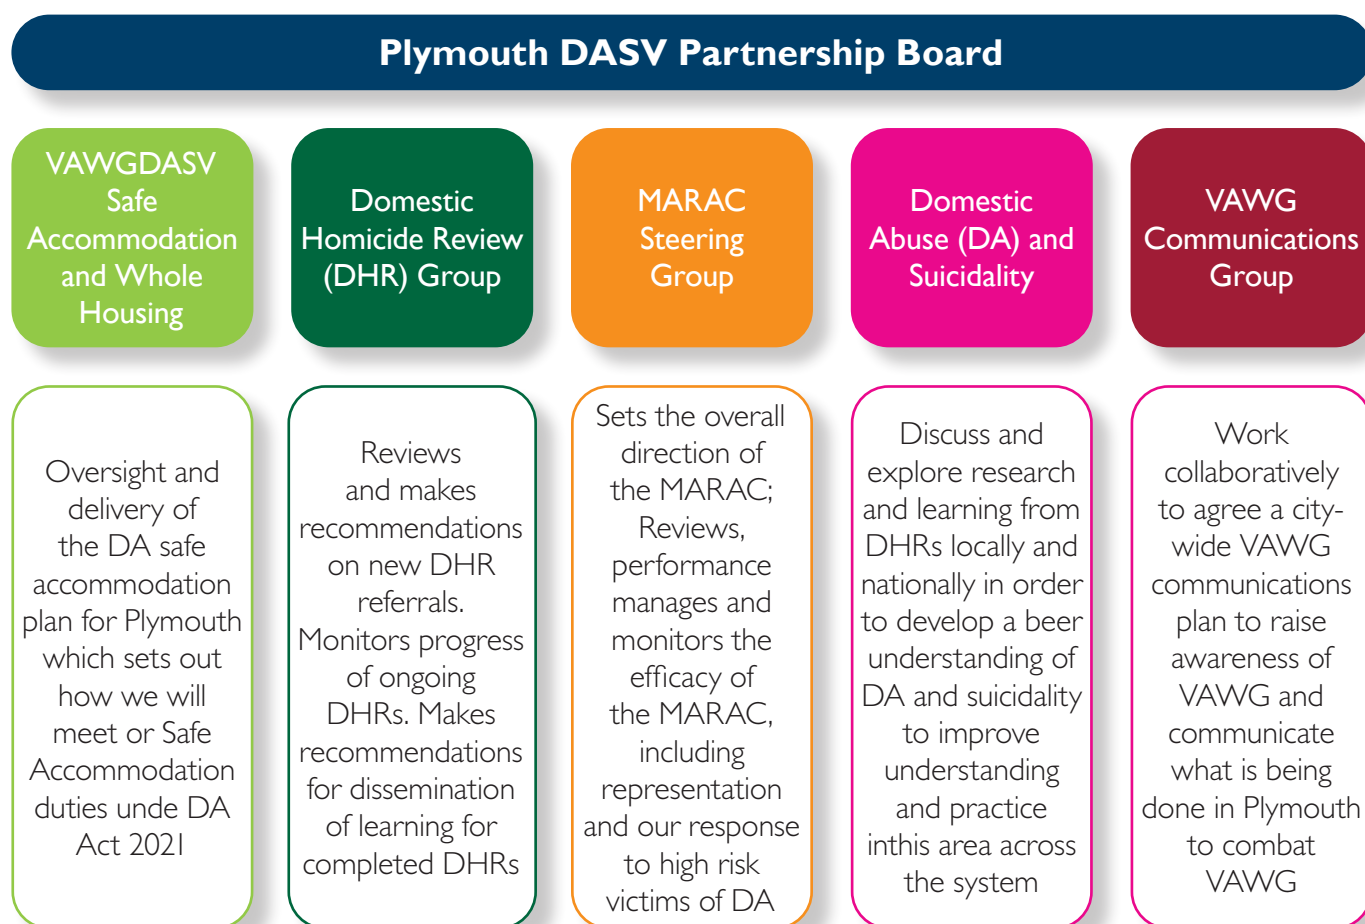 Plymouth DASV Partnership Board
VAWGDASV
Safe
Accommodation
and Whole
Housing
Domestic
Homicide Review
(DHR) Group
MARAC
Steering
Group
Domestic
Abuse (DA) and
Suicidality
VAWG
Communications
Group
Oversight and
delivery of
the DA safe
accommodation
plan for Plymouth
which sets out
how we will
meet or Safe
Accommodation
duties unde DA
Act 2021
Reviews
and makes
recommendations
on new DHR
referrals.
Monitors progress
of ongoing
DHRs. Makes
recommendations
for dissemination
of learning for
completed DHRs
Sets the overall
direction of
the MARAC;
Reviews,
performance
manages and
monitors the
efficacy of
the MARAC,
including
representation
and our response
to high risk
victims of DA
Discuss and
explore research
and learning from
DHRs locally and
nationally in order
to develop a beer
understanding of
DA and suicidality
to improve
understanding
and practice
inthis area across
the system
Work
collaboratively
to agree a city-
wide VAWG
communications
plan to raise
awareness of
VAWG and
communicate
what is being
done in Plymouth
to combat
VAWG